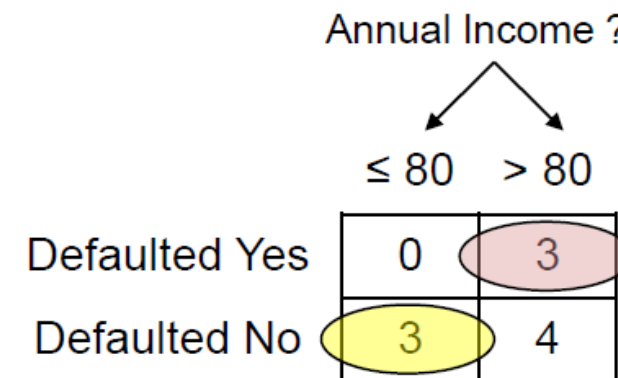 Annual Income ?
≤ 80 > 80
Defaulted Yes 0 3
Defaulted No 3 4